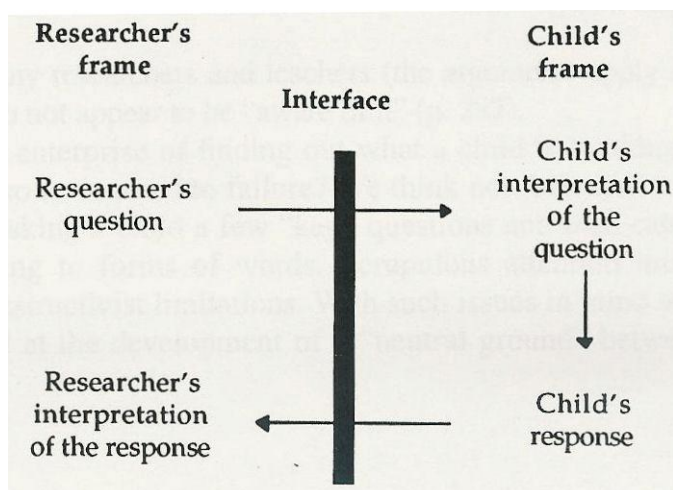 Researcher's
frame
Child's
frame
Interface
Researcher's
question
Child's
interpretation
of the
question
Researcher's
interpretation
of the response
Child's
response